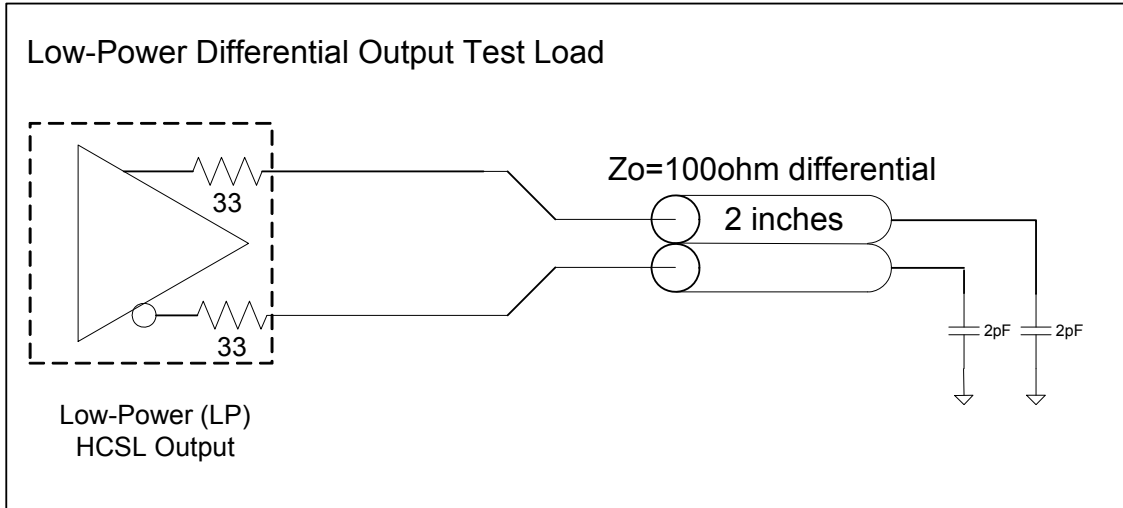 Low-Power Differential Output Test Load
33
Zo=100ohm differential
2 inches
33
2pF
2pF
Low-Power (LP)
HCSL Output